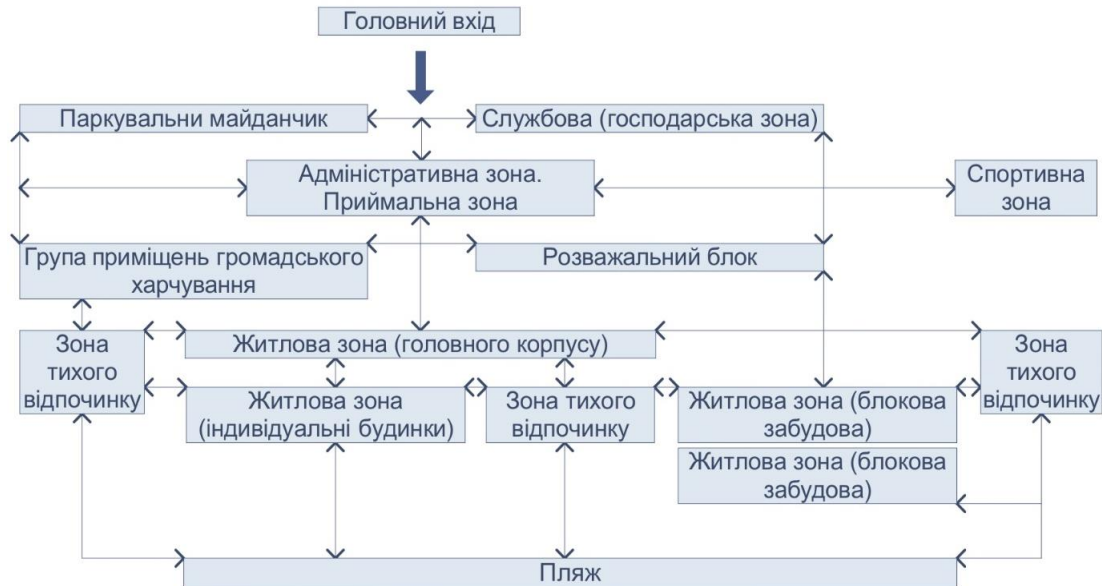 Головний вхід
Паркувальни майданчик
Службова (господарська зона)
Адміністративна зона.
Приймальна зона
Спортивна
зона
Група приміщень громадського
харчування
Розважальний блок
Зона
тихого
відпочинку
Житлова зона (головного корпусу)
Зона
тихого
відпочинку
Житлова зона
(індивідуальні будинки)
Зона тихого
відпочинку
Житлова зона (блокова
забудова)
Житлова зона (блокова
забудова)
Пляж